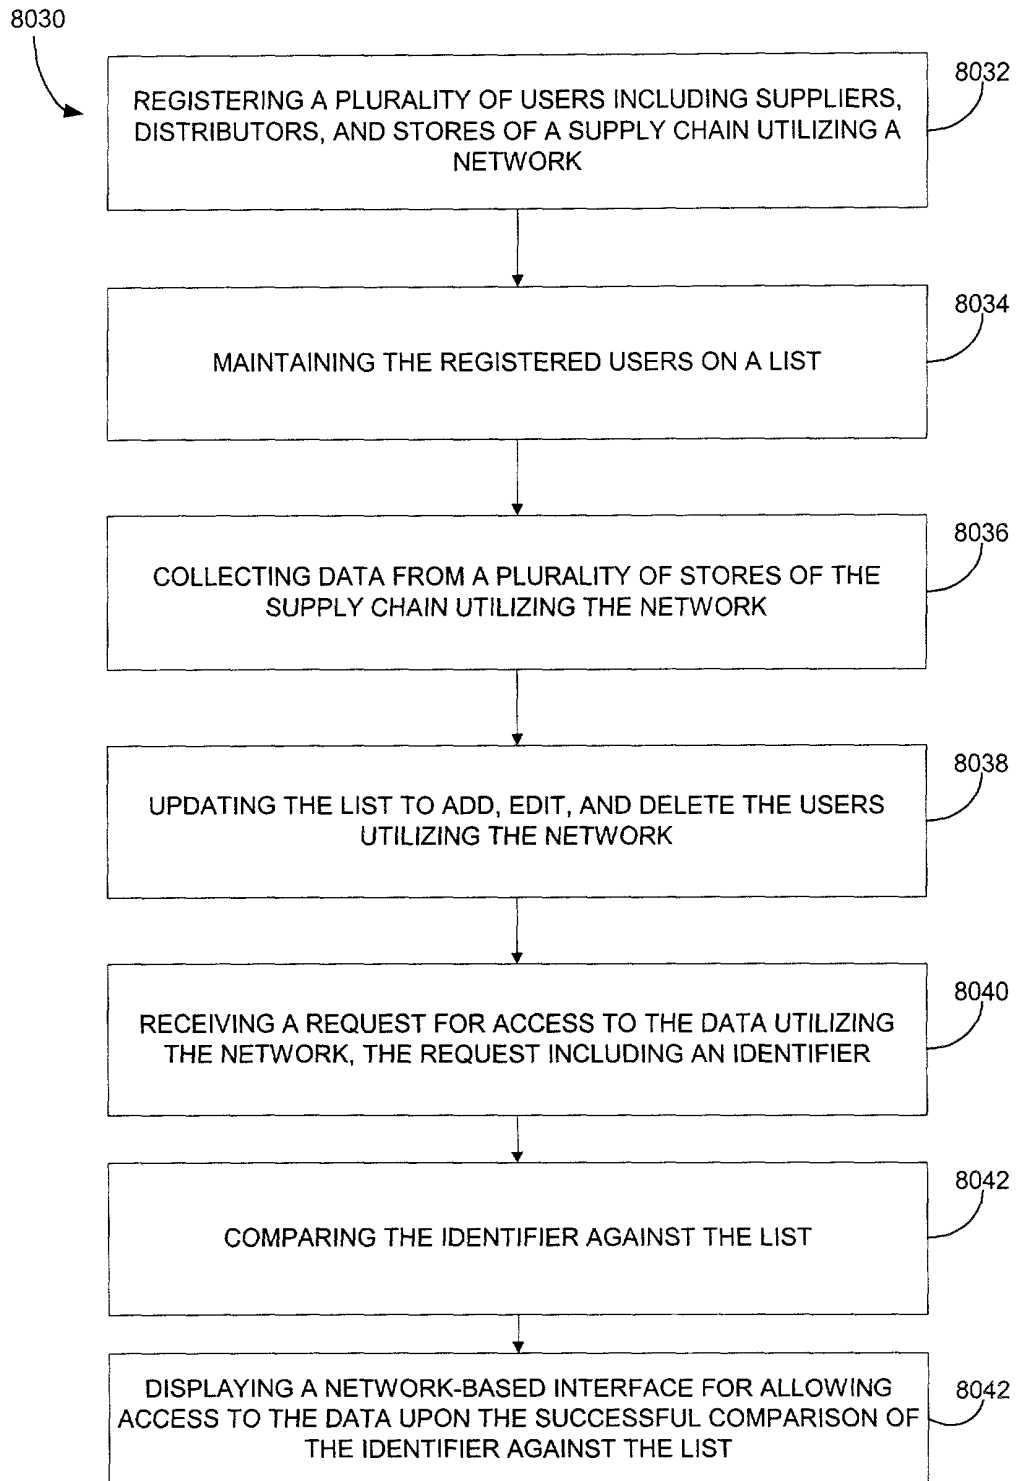 8030
8032
REGISTERING A PLURALITY OF USERS INCLUDING SUPPLIERS,
DISTRIBUTORS, AND STORES OF A SUPPLY CHAIN UTILIZING A
NETWORK
8034
MAINTAINING THE REGISTERED USERS ON A LIST
8036
COLLECTING DATA FROM A PLURALITY OF STORES OF THE
SUPPLY CHAIN UTILIZING THE NETWORK
8038
UPDATING THE LIST TO ADD, EDIT, AND DELETE THE USERS
UTILIZING THE NETWORK
8040
RECEIVING A REQUEST FOR ACCESS TO THE DATA UTILIZING
THE NETWORK, THE REQUEST INCLUDING AN IDENTIFIER
8042
COMPARING THE IDENTIFIER AGAINST THE LIST
8042
DISPLAYING A NETWORK-BASED INTERFACE FOR ALLOWING
ACCESS TO THE DATA UPON THE SUCCESSFUL COMPARISON OF
THE IDENTIFIER AGAINST THE LIST